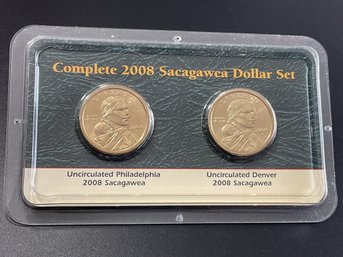 Complete 2008 Sacagawea Dollar Set
Uncirculated Philadelphia
2008 Sacagawea
Uncirculated Denver
2008 Sacagawea